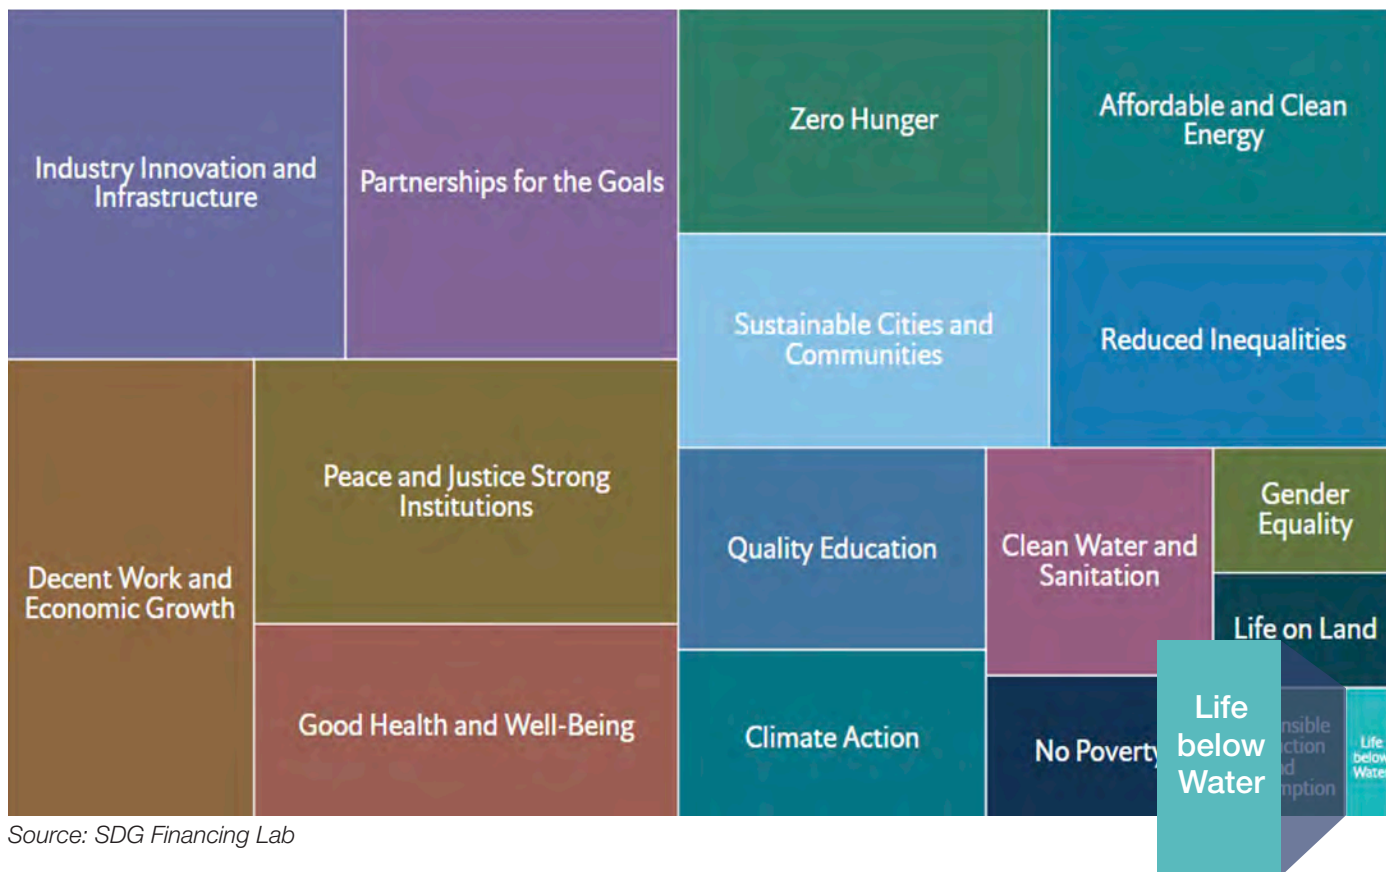 Industry Innovation and
Infrastructure
Partnerships for the Goals
Zero Hunger
Affordable and Clean
Energy
Sustainable Cities and
Communities
Reduced Inequalities
Decent Work and
Economic Growth
Peace and Justice Strong
Institutions
Good Health and Well-Being
Quality Education
Clean Water and
Sanitation
Gender
Equality
Life on Land
Climate Action
No Poverty
Life
below
Water
Life
below
Water
Source: SDG Financing Lab